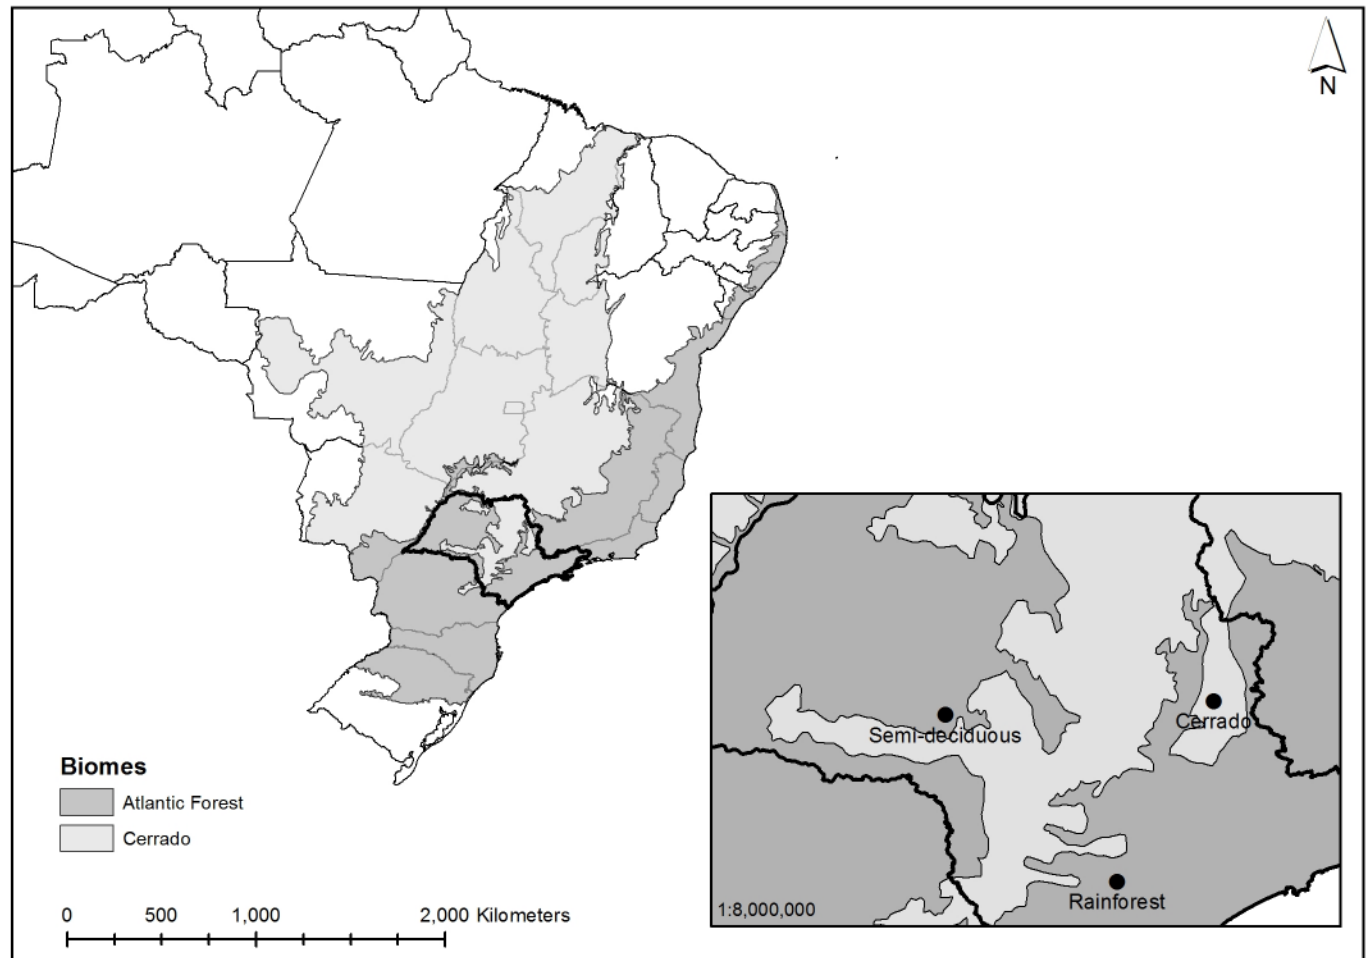 N
Semi-deciduous
Cerrado
Rainforest
1:8,000,000
Biomes
Atlantic Forest
Cerrado
0 500 1,000 2,000 Kilometers